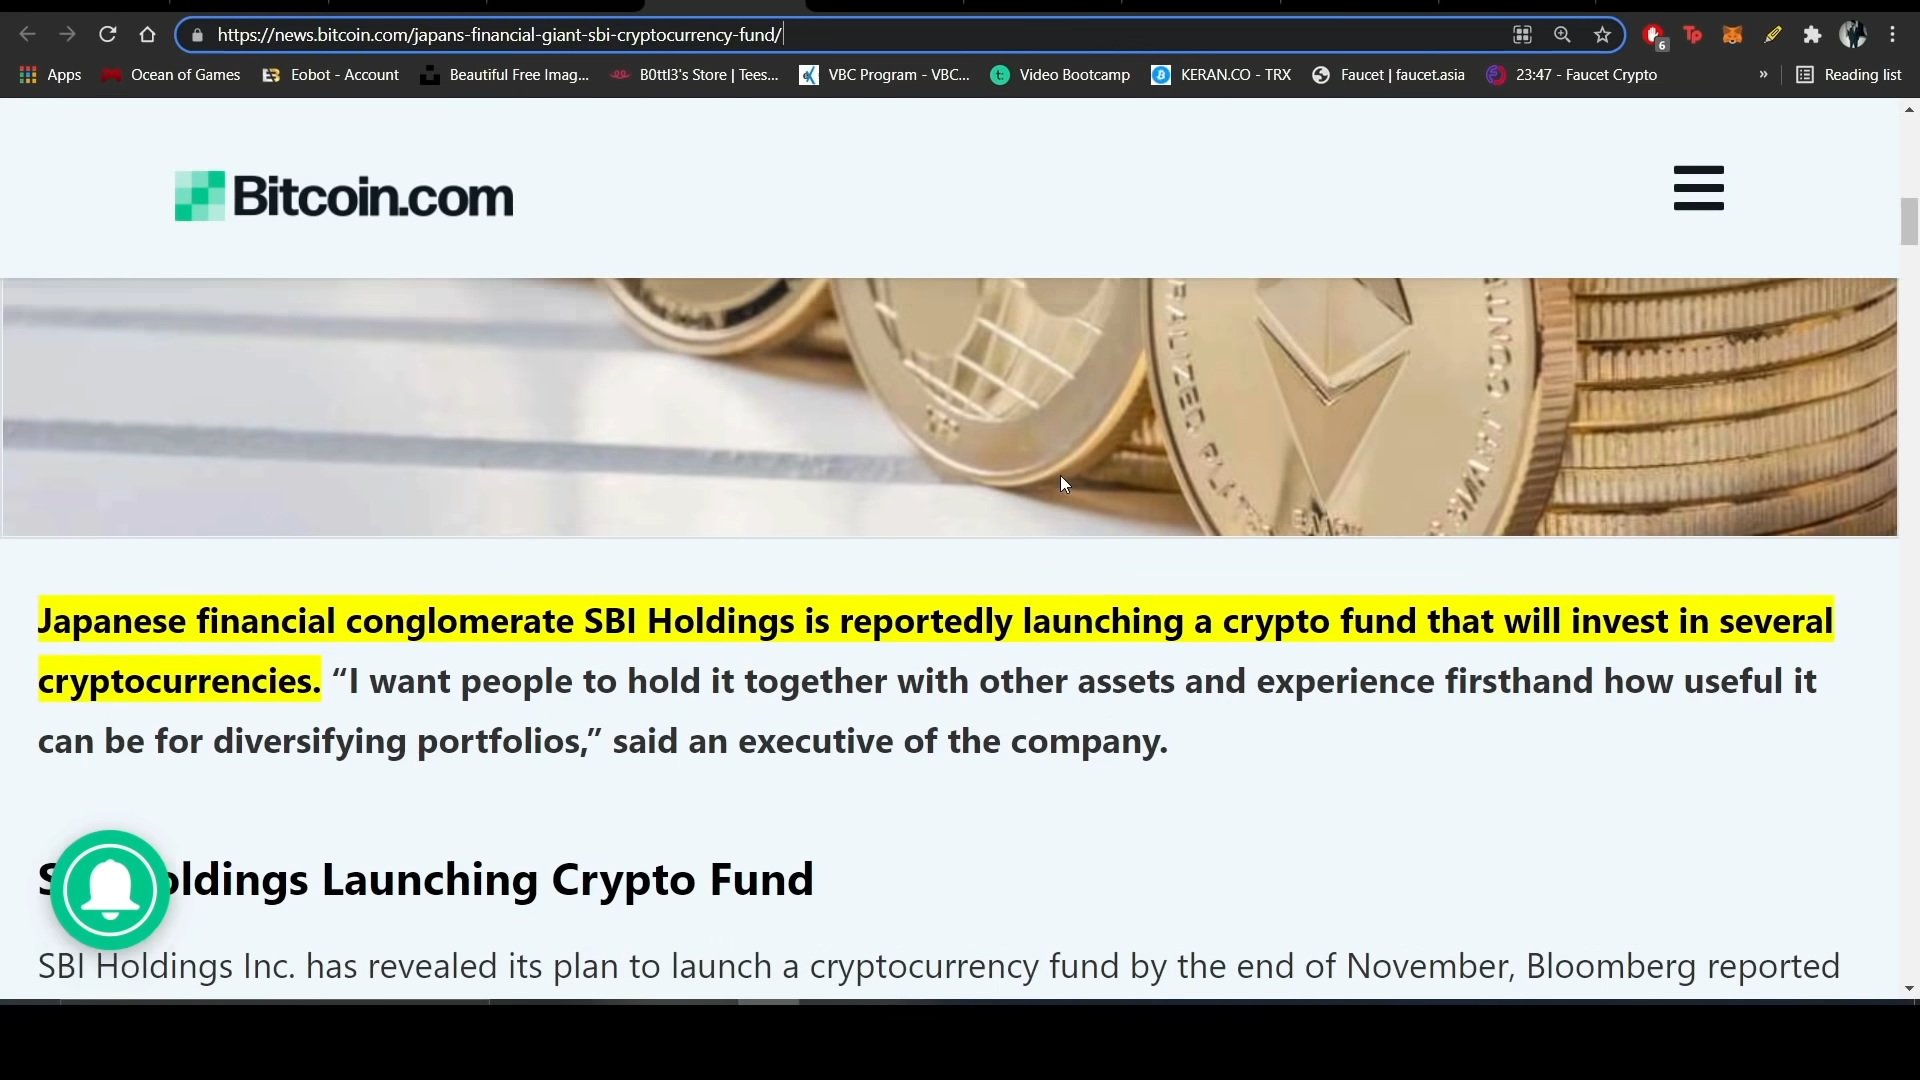 https://news.bitcoin.com/japans-financial-giant-sbi-cryptocurrency-fund/
6
Apps
Ocean of Games
Eobot - Account
Beautiful Free Imag...
B0ttl3's Store | Tees...
VBC Program - VBC...
Video Bootcamp
KERAN.CO - TRX
Faucet | faucet.asia
23:47 - Faucet Crypto
»
Reading list
Bitcoin.com
Japanese financial conglomerate SBI Holdings is reportedly launching a crypto fund that will invest in several
cryptocurrencies. “I want people to hold it together with other assets and experience firsthand how useful it
can be for diversifying portfolios,” said an executive of the company.
Holdings Launching Crypto Fund
SBI Holdings Inc. has revealed its plan to launch a cryptocurrency fund by the end of November, Bloomberg reported